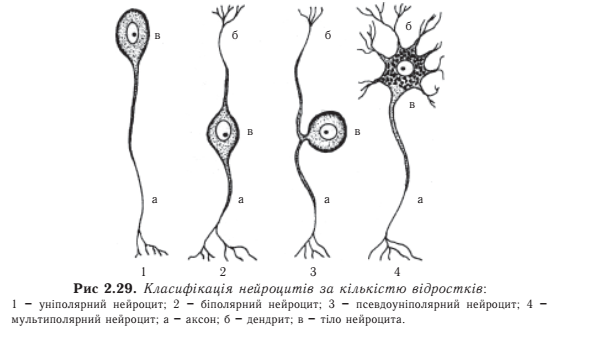 б б б
в
в в в
а а а а
1 2 3 4
Рис 2.29. Класифікація нейроцитів за кількістю відростків:
1 – уніполярний нейроцит; 2 – біполярний нейроцит; 3 – псевдоуніполярний нейроцит; 4 –
мультиполярний нейроцит; а – аксон; б – дендрит; в – тіло нейроцита.